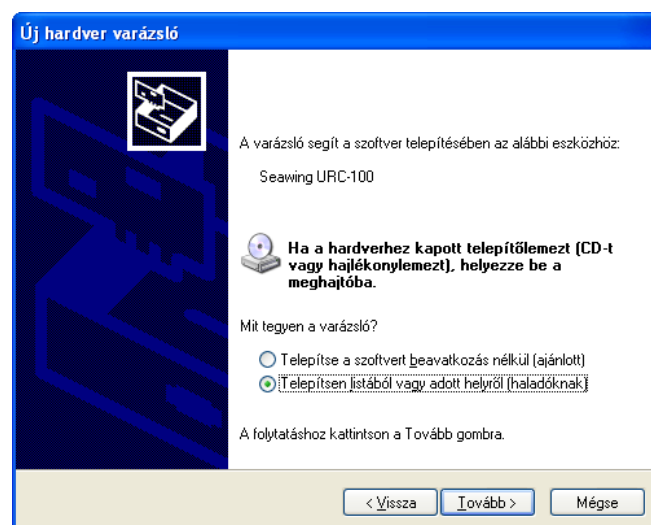 Új hardver varázsló
A varázsló segít a szoftver telepítésében az alábbi eszközhöz:
Seawing URC-100
Ha a hardverhez kapott telepítőlemezt (CD-t
vagy hajlékonylemezt), helyezze be a
meghajtóba.
Mit tegyen a varázsló?
Telepítse a szoftvert beavatkozás nélkül (ajánlott)
Telepítsen listából vagy adott helyről (haladóknak)
A folytatáshoz kattintson a Tovább gombra.
< Vissza Tovább > Mégse